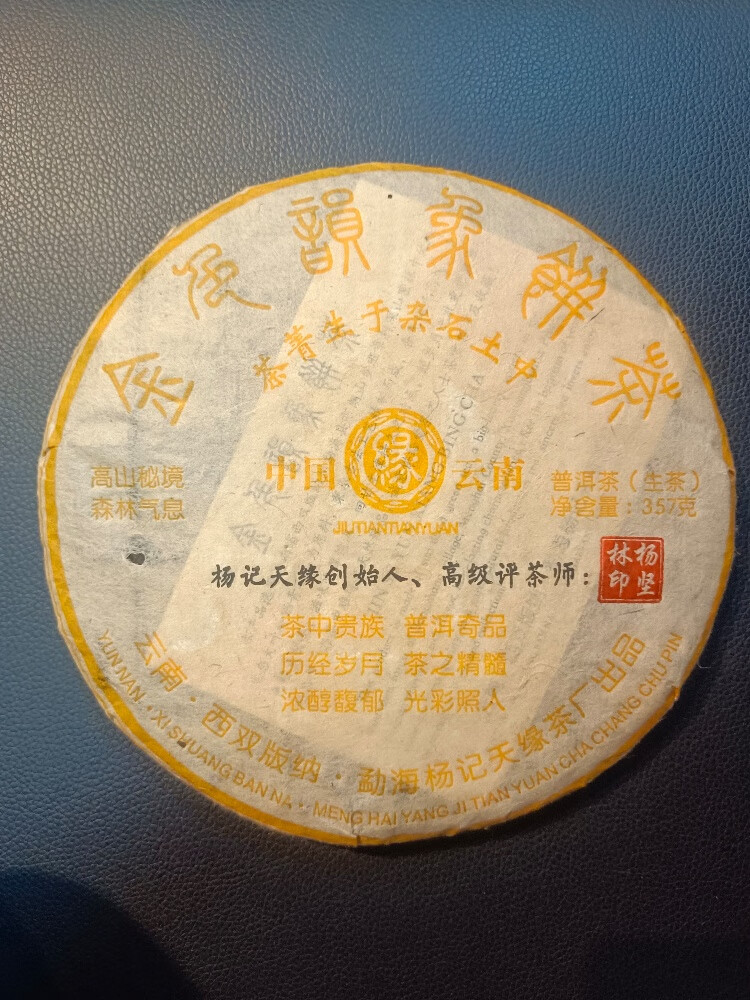 金 韻象餅茶
茶菁生于杂石土中
高山秘境
森林气息
中国 緣 云南
JIUTIANTIANYUAN
普洱茶（生茶）
净含量：357克
杨记天缘创始人、高级评茶师：
杨坚林印
茶中贵族 普洱奇品
历经岁月 茶之精髓
浓醇馥郁 光彩照人
云南·西双版纳·勐海杨记天缘茶厂出品
YUN NAN · XI SHUANG BAN NA · MENG HAI YANG JI TIAN YUAN CHA CHANG CHU PIN